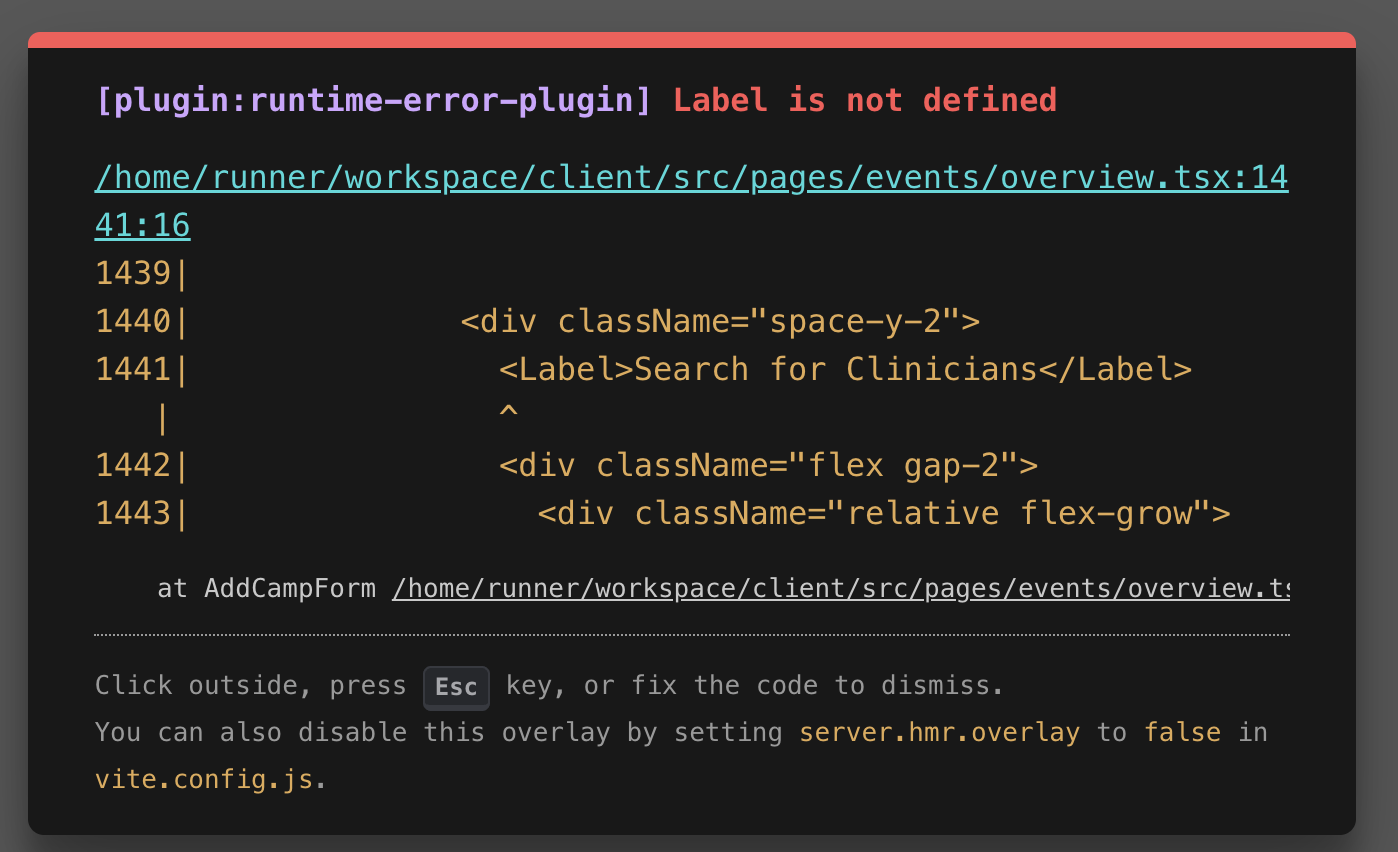 [plugin:runtime-error-plugin] Label is not defined
/home/runner/workspace/client/src/pages/events/overview.tsx:14
41:16
1439|
1440|              <div className="space-y-2">
1441|                <Label>Search for Clinicians</Label>
   |                 ^
1442|                <div className="flex gap-2">
1443|                  <div className="relative flex-grow">
at AddCampForm /home/runner/workspace/client/src/pages/events/overview.ts
Click outside, press Esc key, or fix the code to dismiss.
You can also disable this overlay by setting server.hmr.overlay to false in
vite.config.js.